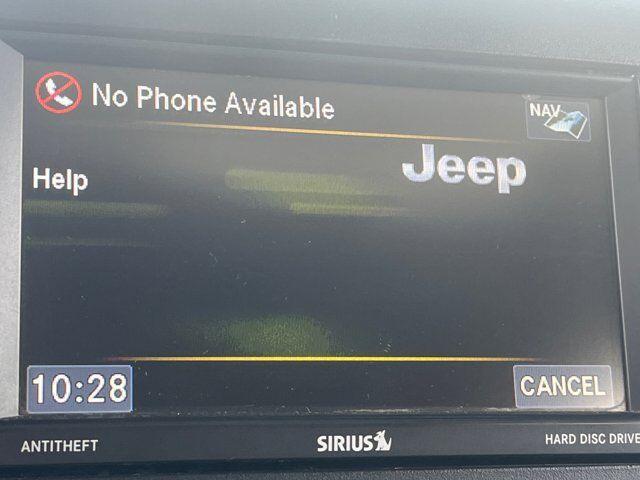 No Phone Available
NAV
Jeep
Help
10:28
CANCEL
ANTITHEFT
SIRIUS
HARD DISC DRIVE